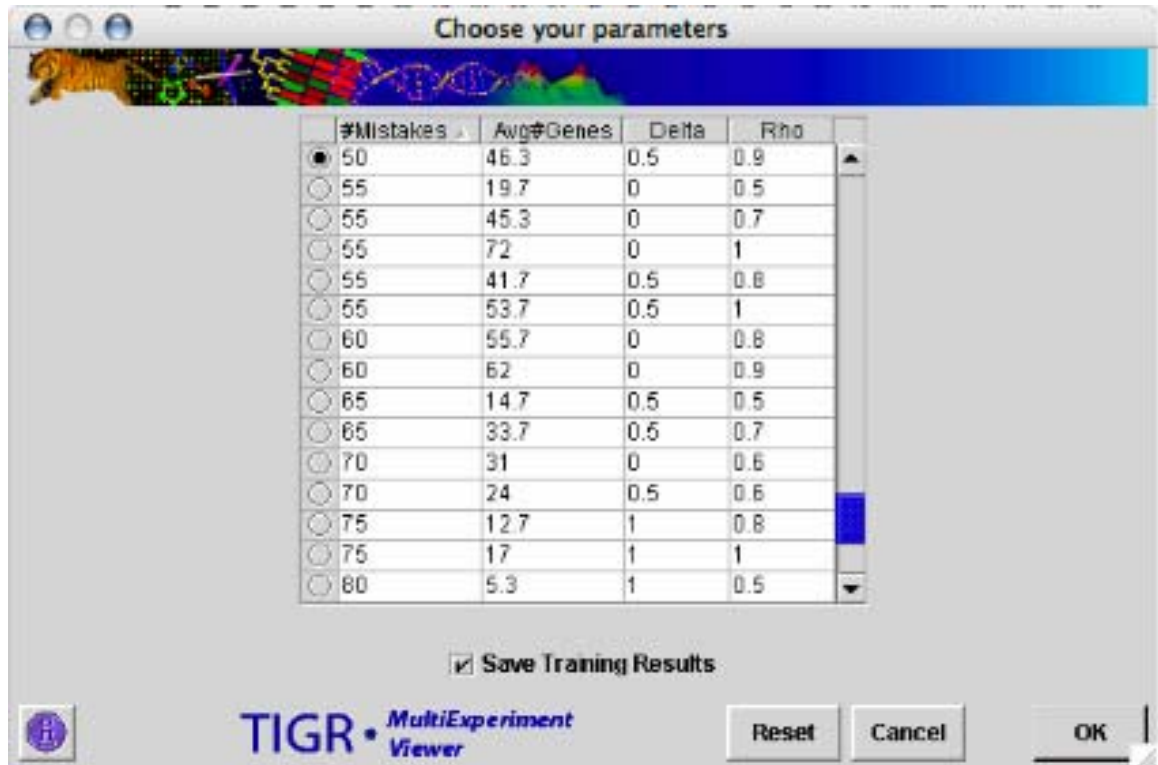 Choose your parameters
#Mistakes Avg#Genes Delta Rho
50 46.3 0.5 0.9
55 19.7 0 0.5
55 45.3 0 0.7
55 72 0 1
55 41.7 0.5 0.8
55 53.7 0.5 1
60 55.7 0 0.8
60 62 0 0.9
65 14.7 0.5 0.5
65 33.7 0.5 0.7
70 31 0 0.6
70 24 0.5 0.6
75 12.7 1 0.8
75 17 1 1
80 5.3 1 0.5
Save Training Results
TIGR • MultiExperiment
Viewer
Reset Cancel OK